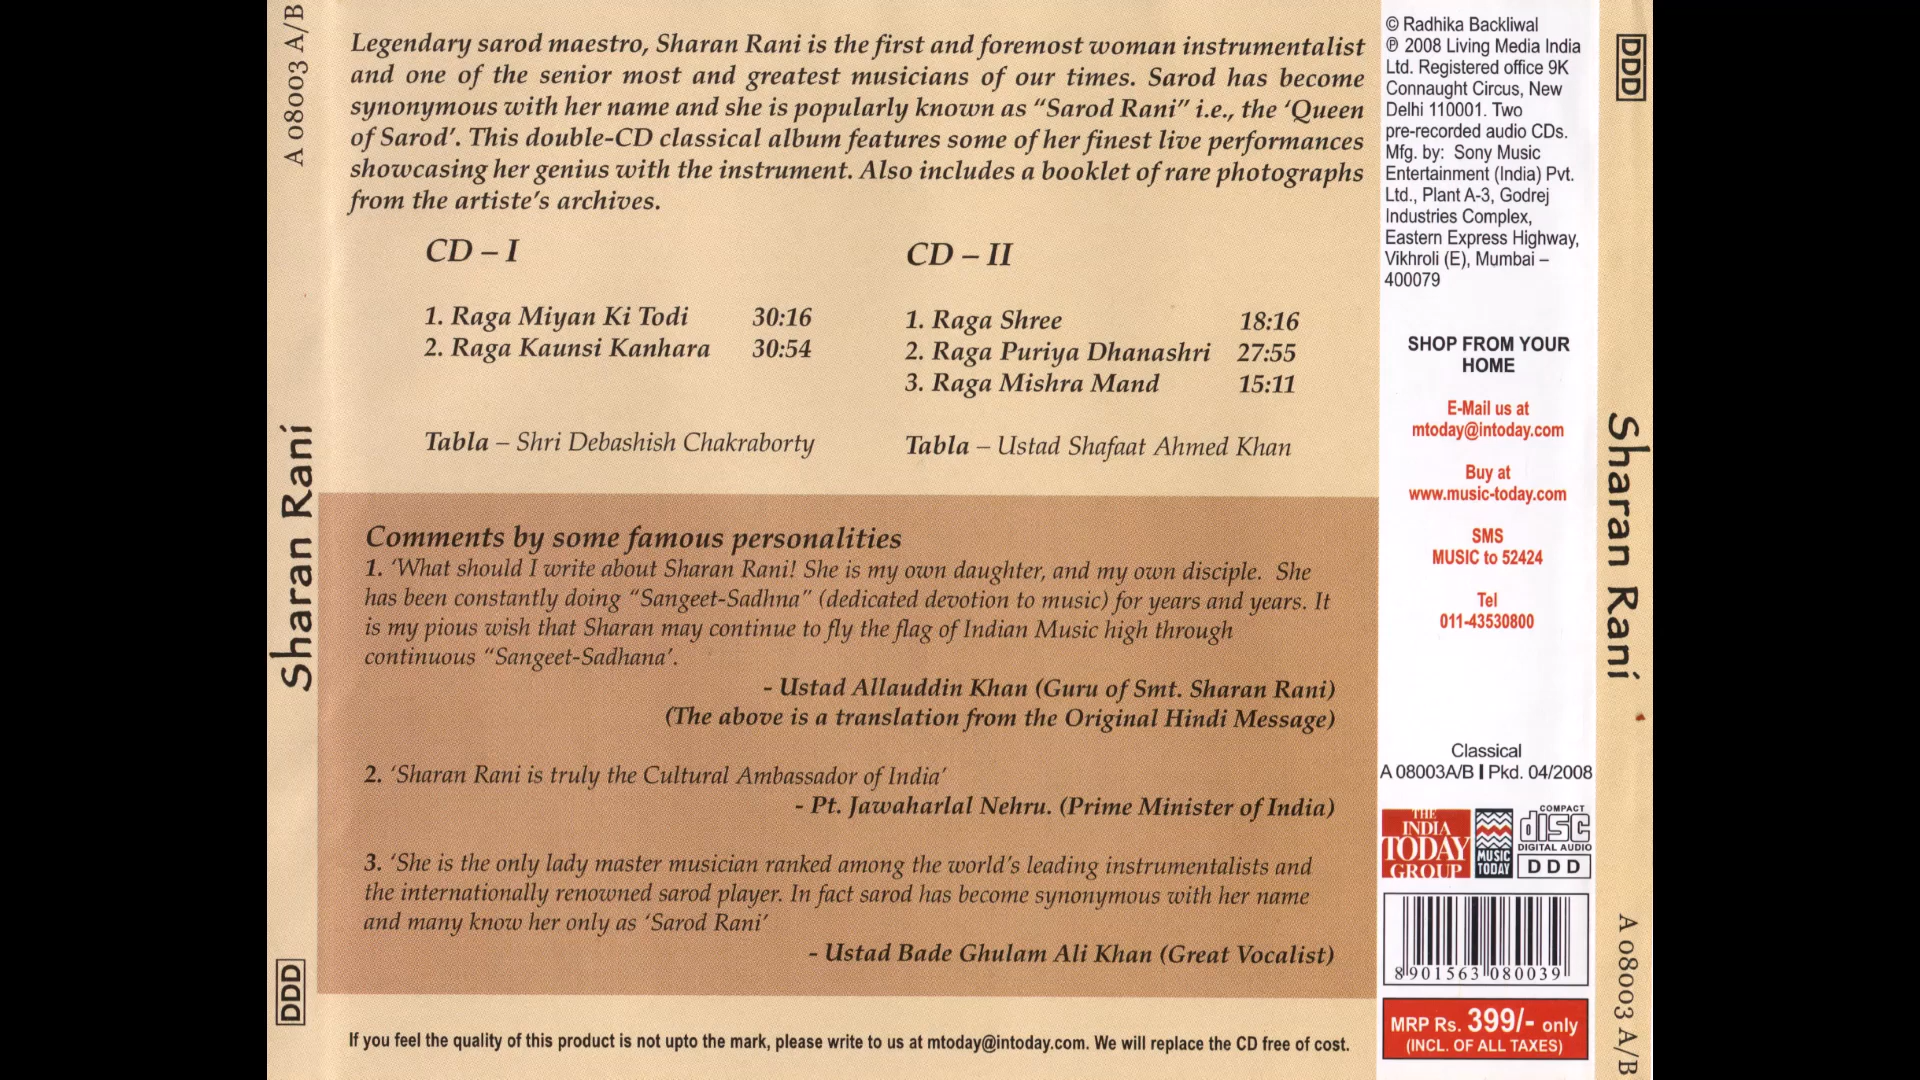 A 08003 A/B
Sharan Rani
DDD
Legendary sarod maestro, Sharan Rani is the first and foremost woman instrumentalist
and one of the senior most and greatest musicians of our times. Sarod has become
synonymous with her name and she is popularly known as “Sarod Rani” i.e., the ‘Queen
of Sarod’. This double-CD classical album features some of her finest live performances
showcasing her genius with the instrument. Also includes a booklet of rare photographs
from the artiste’s archives.
CD – I
1. Raga Miyan Ki Todi 30:16
2. Raga Kaunsi Kanhara 30:54
Tabla – Shri Debashish Chakraborty
CD – II
1. Raga Shree 18:16
2. Raga Puriya Dhanashri 27:55
3. Raga Mishra Mand 15:11
Tabla – Ustad Shafaat Ahmed Khan
Comments by some famous personalities
1. ‘What should I write about Sharan Rani! She is my own daughter, and my own disciple. She
has been constantly doing “Sangeet-Sadhna” (dedicated devotion to music) for years and years. It
is my pious wish that Sharan may continue to fly the flag of Indian Music high through
continuous “Sangeet-Sadhana’.
- Ustad Allauddin Khan (Guru of Smt. Sharan Rani)
(The above is a translation from the Original Hindi Message)
2. ‘Sharan Rani is truly the Cultural Ambassador of India’
- Pt. Jawaharlal Nehru. (Prime Minister of India)
3. ‘She is the only lady master musician ranked among the world’s leading instrumentalists and
the internationally renowned sarod player. In fact sarod has become synonymous with her name
and many know her only as ‘Sarod Rani’
- Ustad Bade Ghulam Ali Khan (Great Vocalist)
If you feel the quality of this product is not upto the mark, please write to us at mtoday@intoday.com. We will replace the CD free of cost.
© Radhika Backliwal
℗ 2008 Living Media India
Ltd. Registered office 9K
Connaught Circus, New
Delhi 110001. Two
pre-recorded audio CDs.
Mfg. by: Sony Music
Entertainment (India) Pvt.
Ltd., Plant A-3, Godrej
Industries Complex,
Eastern Express Highway,
Vikhroli (E), Mumbai –
400079
SHOP FROM YOUR
HOME
E-Mail us at
mtoday@intoday.com
Buy at
www.music-today.com
SMS
MUSIC to 52424
Tel
011-43530800
Classical
A 08003A/B I Pkd. 04/2008
THE
INDIA
TODAY
GROUP
MUSIC
TODAY
COMPACT
disc
DIGITAL AUDIO
DDD
8 901563 080039
MRP Rs. 399/- only
(INCL. OF ALL TAXES)
DDD
Sharan Rani
A 08003 A/B